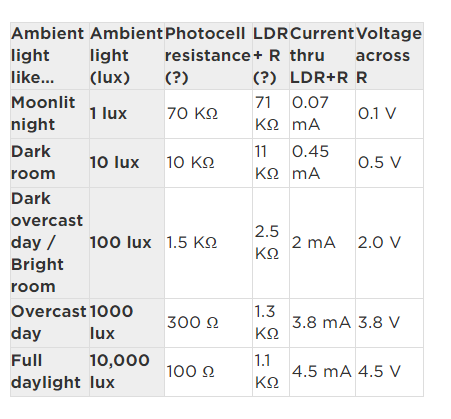 Ambient light like... Ambient light (lux) Photocell resistance (?) LDR + R (?) Current thru LDR+R Voltage across R
Moonlit night 1 lux 70 KΩ 71 KΩ 0.07 mA 0.1 V
Dark room 10 lux 10 KΩ 11 KΩ 0.45 mA 0.5 V
Dark overcast day / Bright room 100 lux 1.5 KΩ 2.5 KΩ 2 mA 2.0 V
Overcast day 1000 lux 300 Ω 1.3 KΩ 3.8 mA 3.8 V
Full daylight 10,000 lux 100 Ω 1.1 KΩ 4.5 mA 4.5 V